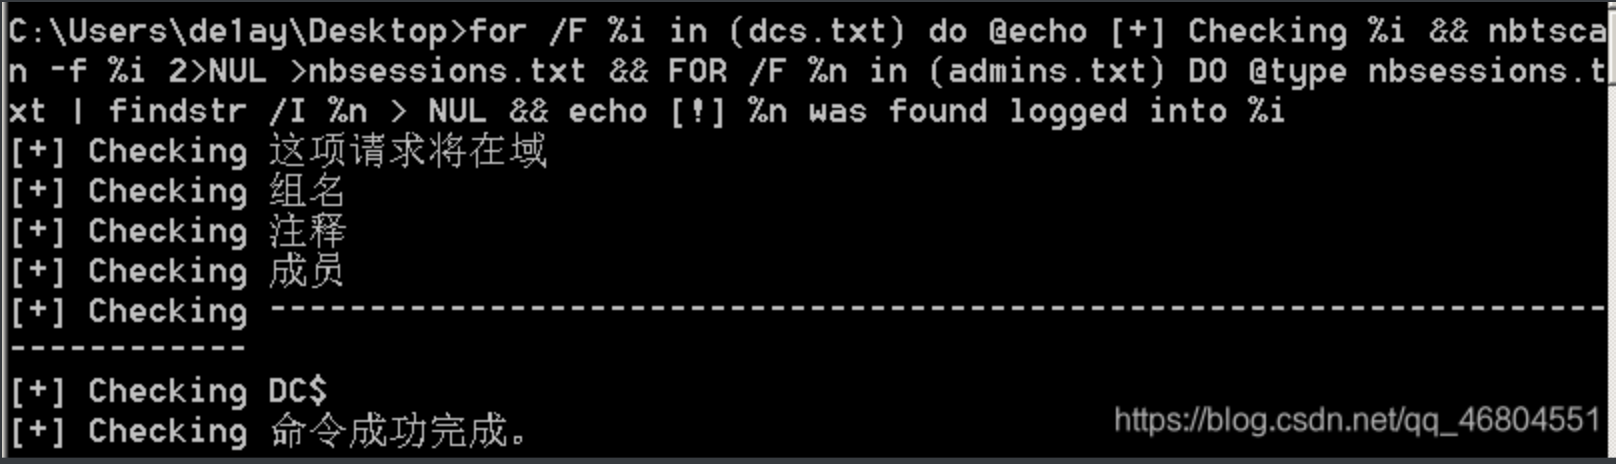 C:\Users\de1ay\Desktop>for /F %i in (dcs.txt) do @echo [+] Checking %i && nbtsca
n -f %i 2>NUL >nbsessions.txt && FOR /F %n in (admins.txt) DO @type nbsessions.t
xt | findstr /I %n > NUL && echo [!] %n was found logged into %i
[+] Checking 这项请求将在域
[+] Checking 组名
[+] Checking 注释
[+] Checking 成员
[+] Checking -------------------------------------------------------------------
------------
[+] Checking DC$
[+] Checking 命令成功完成。
https://blog.csdn.net/qq_46804551